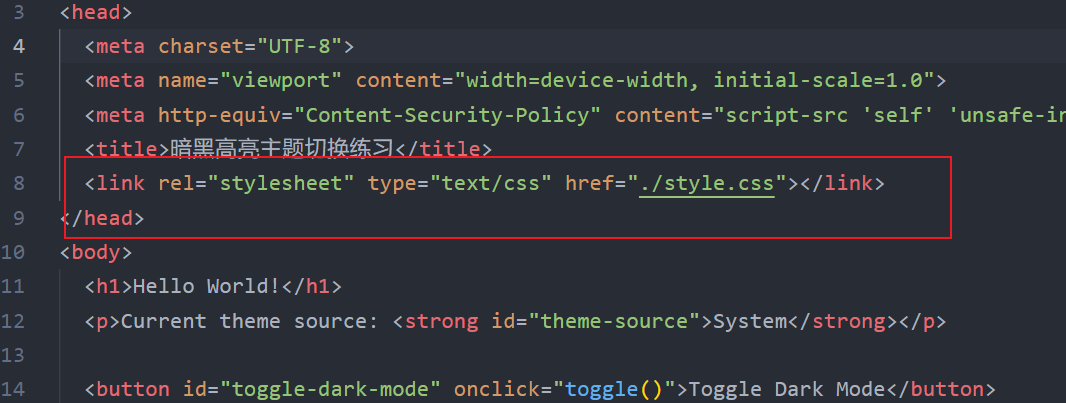 3 <head>
4 <meta charset="UTF-8">
5 <meta name="viewport" content="width=device-width, initial-scale=1.0">
6 <meta http-equiv="Content-Security-Policy" content="script-src 'self' 'unsafe-in
7 <title>暗黑高亮主题切换练习</title>
8 <link rel="stylesheet" type="text/css" href="./style.css"></link>
9 </head>
10 <body>
11 <h1>Hello World!</h1>
12 <p>Current theme source: <strong id="theme-source">System</strong></p>
13
14 <button id="toggle-dark-mode" onclick="toggle()">Toggle Dark Mode</button>